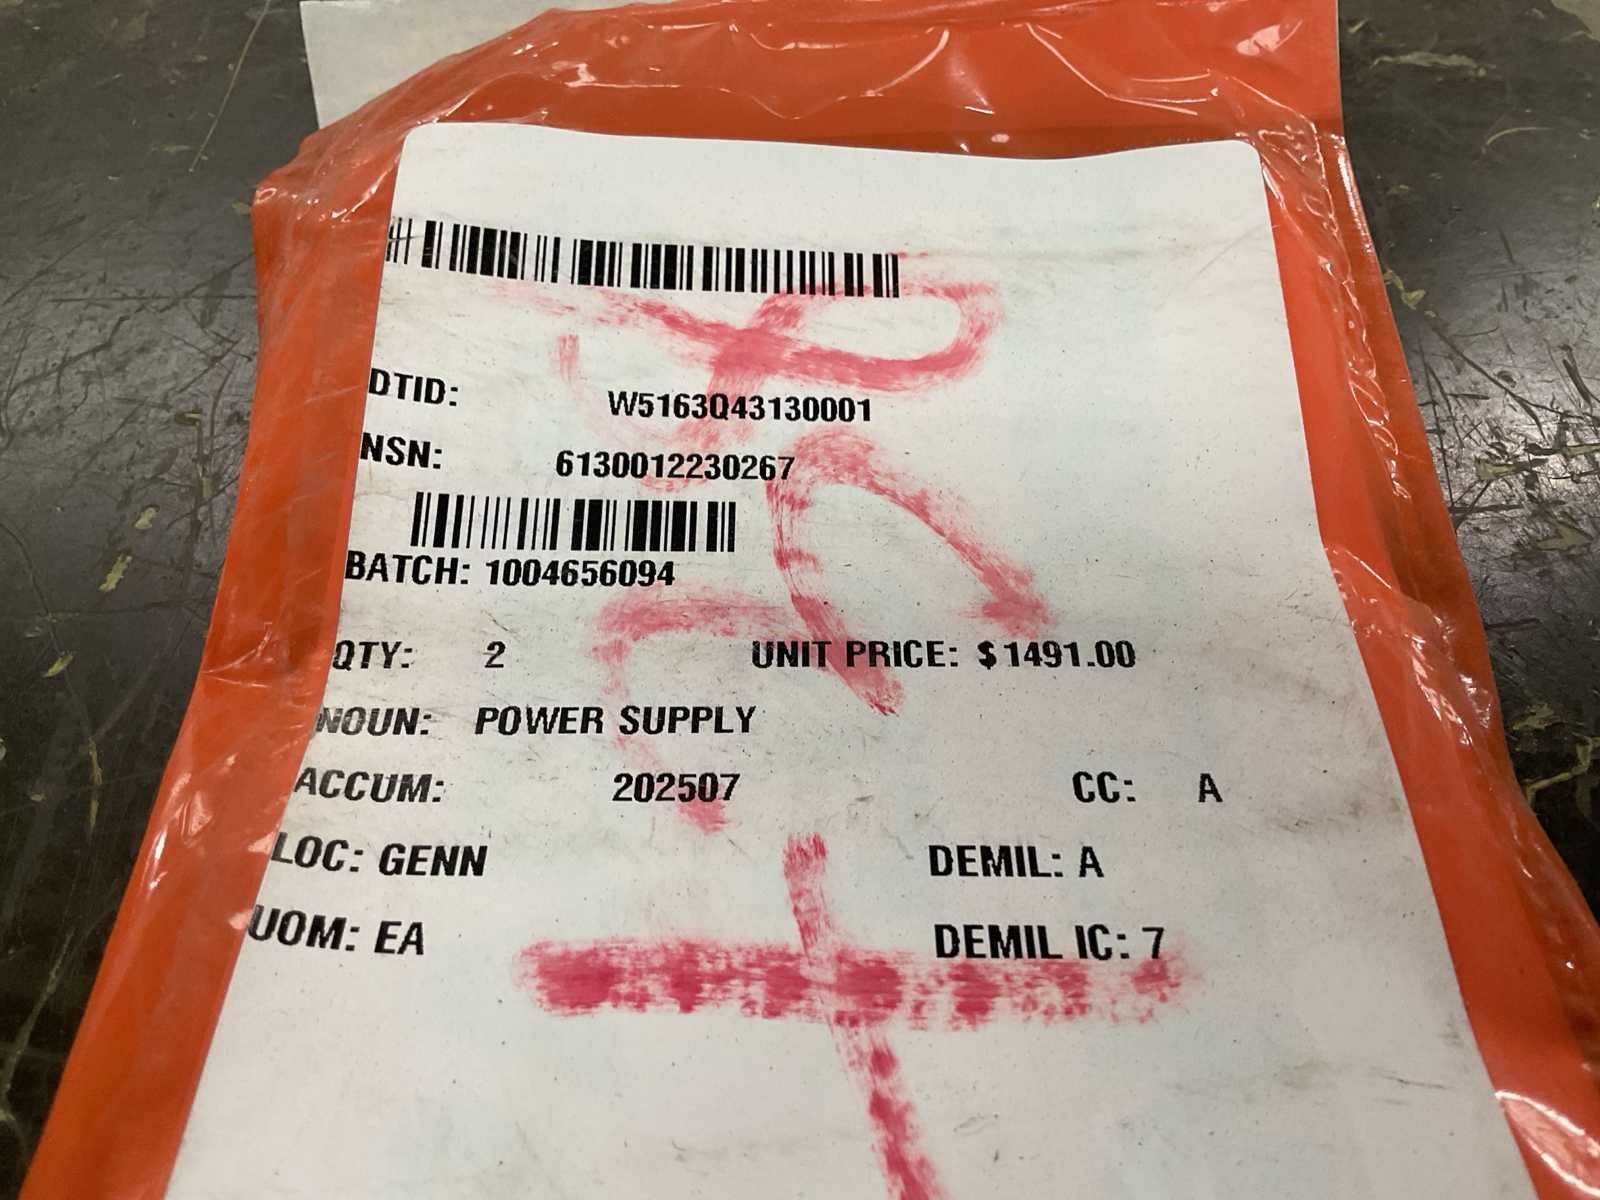 DTID: W5163Q43130001
NSN: 6130012230267
BATCH: 1004656094
QTY: 2 UNIT PRICE: $1491.00
NOUN: POWER SUPPLY
ACCUM: 202507 CC: A
LOC: GENN DEMIL: A
UOM: EA DEMIL IC: 7